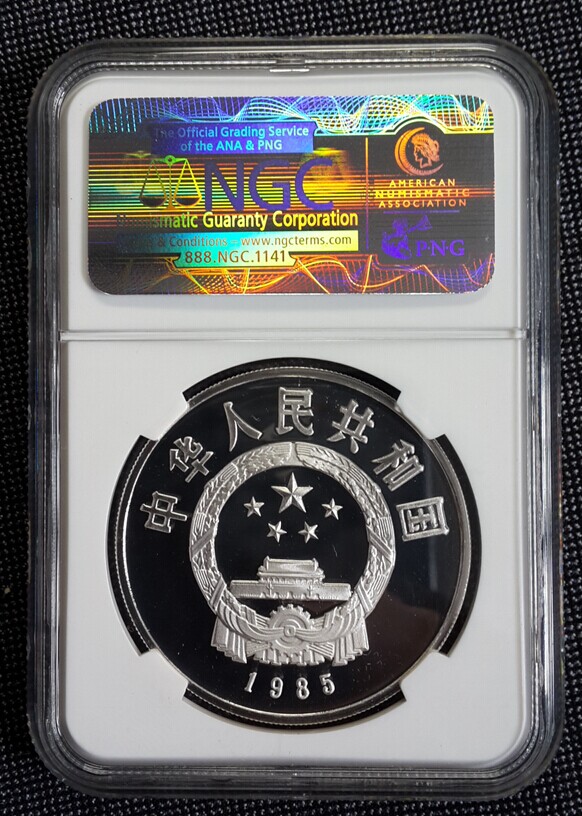 The Official Grading Service
of the ANA & PNG
NGC
Numismatic Guaranty Corporation
& Conditions – www.ngcterms.com
888.NGC.1141
AMERICAN
NUMISMATIC
ASSOCIATION
PNG
中华人民共和国
1985